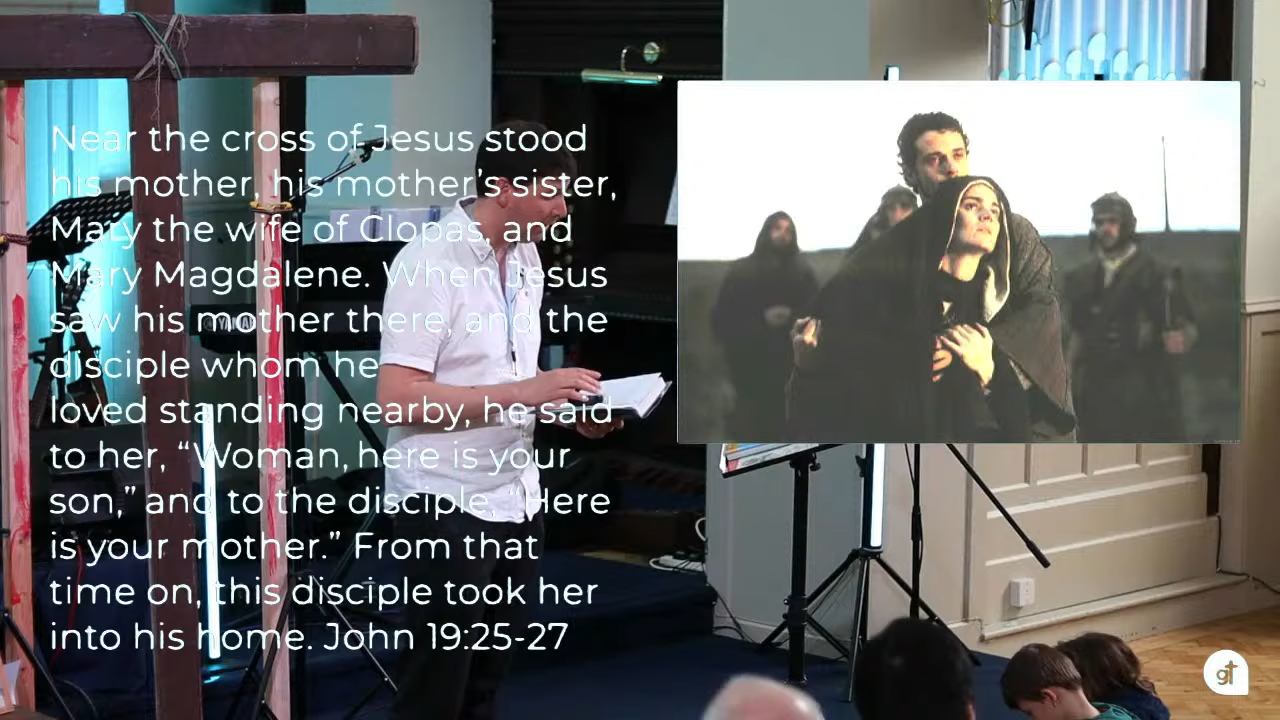 Near the cross of Jesus stood
his mother, his mother’s sister,
Mary the wife of Clopas, and
Mary Magdalene. When Jesus
saw his mother there, and the
disciple whom he
loved standing nearby, he said
to her, “Woman, here is your
son,” and to the disciple, “Here
is your mother.” From that
time on, this disciple took her
into his home. John 19:25-27
YAMAHA
gt